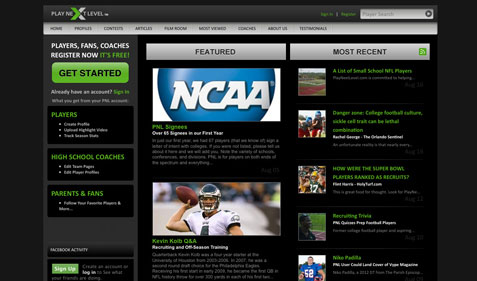 PLAY NEXT LEVEL
Sign In | Register
Player Search
HOME PROFILES CONTESTS ARTICLES FILM ROOM MOST VIEWED COACHES ABOUT US TESTIMONIALS
PLAYERS, FANS, COACHES
REGISTER NOW IT'S FREE!
GET STARTED
Already have an account? Sign In
What you get from your PNL account:
PLAYERS
Create Profile
Upload Highlight Video
Track Season Stats
HIGH SCHOOL COACHES
Edit Team Pages
Edit Player Profiles
PARENTS & FANS
Follow Your Favorite Players &
More...
FACEBOOK ACTIVITY
Sign Up
Create an account or
log in to See what
your friends are doing.
FEATURED
NCAA
PNL Signees
Over 65 Signees in our First Year
In just our first year, we had 67 players (that we know of) sign a
letter of intent with colleges. If you were not listed, please tell us
about it here and we will add you. Note the variety of schools,
conferences, and divisions. PNL is for players on both ends of
the spectrum and everything...
Aug 05
Kevin Kolb Q&A
Recruiting and Off-Season Training
Quarterback Kevin Kolb was a four year starter at the
University of Houston from 2003-2006. In 2007, he was a
second round draft choice for the Philadelphia Eagles.
Receiving his first start in early 2009, he became the first QB in
NFL history throw for over 300 yards in each of his first two...
MOST RECENT
A List of Small School NFL Players
PlayNextLevel.com is committed to helping...
Aug 19
Danger zone: College football culture,
sickle cell trait can be lethal
combination
Rachel George - The Orlando Sentinel
An unfortunate reality is that nearly every...
Aug 18
HOW WERE THE SUPER BOWL
PLAYERS RANKED AS RECRUITS?
Flint Harris - HolyTurf.com
This is great food for thought. Look for PlayNe...
Recruiting Trivia
PNL Quizzes Prep Football Players
Former college football player and aspiring...
Nike Padilla
PNL User Could Land Cover of Vype Magazine
Nike Padilla, a 2012 DT from The Parish Episcop...